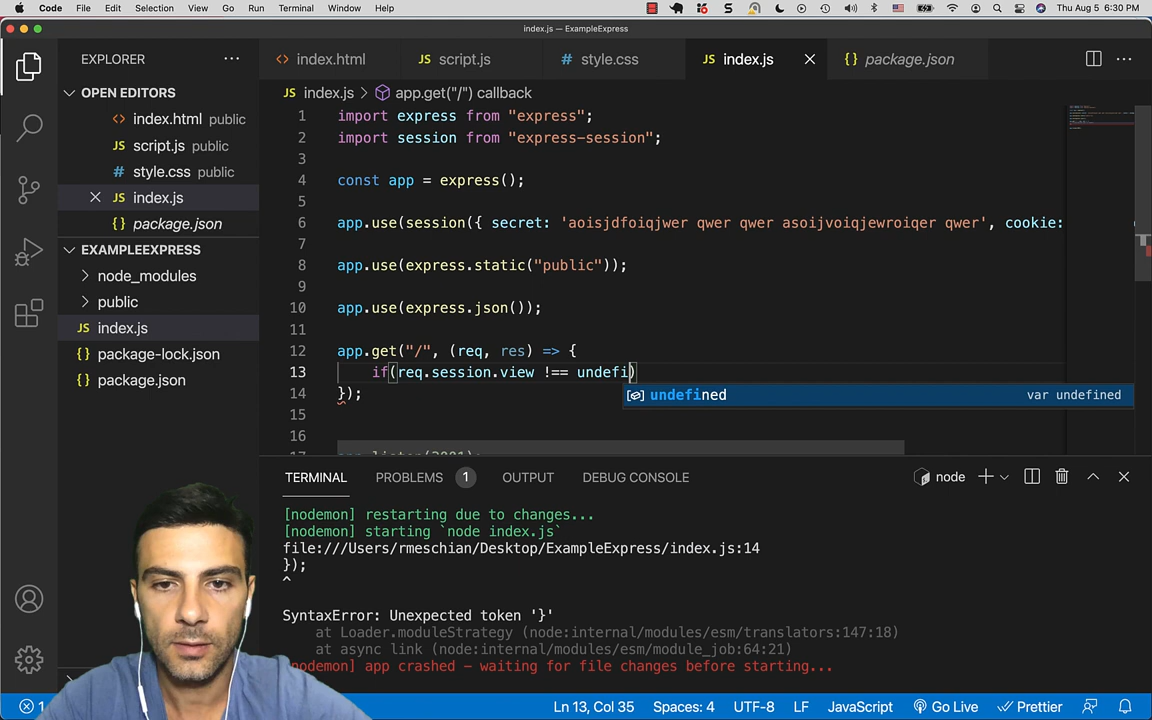 Code File Edit Selection View Go Run Terminal Window Help Thu Aug 5 6:30 PM
index.js — ExampleExpress
EXPLORER
index.html script.js style.css index.js package.json
OPEN EDITORS
index.html public
script.js public
style.css public
index.js
package.json
EXAMPLEEXPRESS
node_modules
public
index.js
package-lock.json
package.json
index.js > app.get("/") callback
1 import express from "express";
2 import session from "express-session";
3
4 const app = express();
5
6 app.use(session({ secret: 'aoisjdfoiqjwer qwer qwer asoijvoiqjewroiqer qwer', cookie:
7
8 app.use(express.static("public"));
9
10 app.use(express.json());
11
12 app.get("/", (req, res) => {
13 if(req.session.view !== undefi)
undefined var undefined
14 });
15
16
17 app.listen(3001);
TERMINAL PROBLEMS 1 OUTPUT DEBUG CONSOLE node
[nodemon] restarting due to changes...
[nodemon] starting `node index.js`
file:///Users/rmeschian/Desktop/ExampleExpress/index.js:14
});
^
SyntaxError: Unexpected token '}'
at Loader.moduleStrategy (node:internal/modules/esm/translators:147:18)
at async link (node:internal/modules/esm/module_job:64:21)
[nodemon] app crashed - waiting for file changes before starting...
1 Ln 13, Col 35 Spaces: 4 UTF-8 LF JavaScript Go Live Prettier